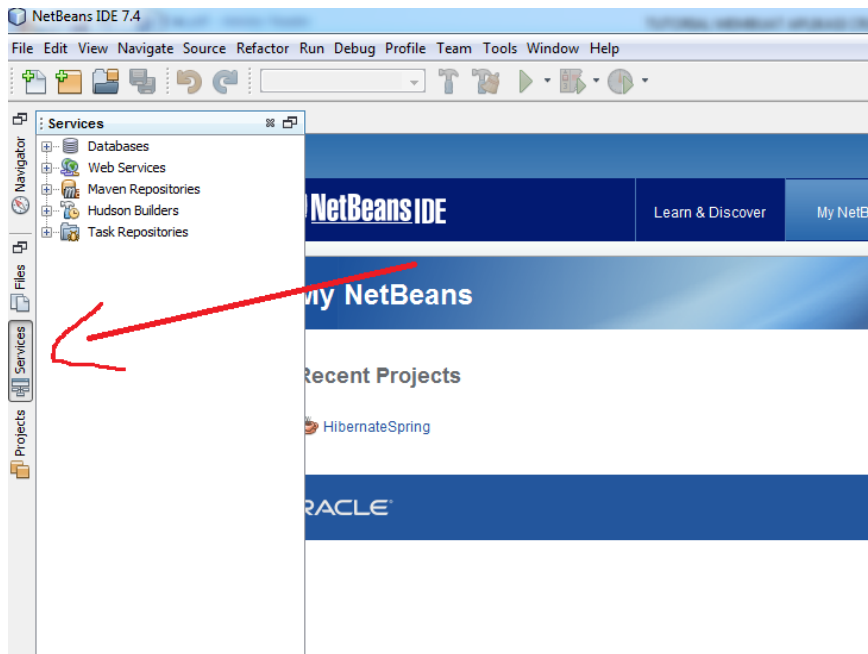 NetBeans IDE 7.4
File Edit View Navigate Source Refactor Run Debug Profile Team Tools Window Help
Navigator
Files
Services
Projects
Services
Databases
Web Services
Maven Repositories
Hudson Builders
Task Repositories
NetBeans IDE
Learn & Discover
My NetB
My NetBeans
Recent Projects
HibernateSpring
RACLE